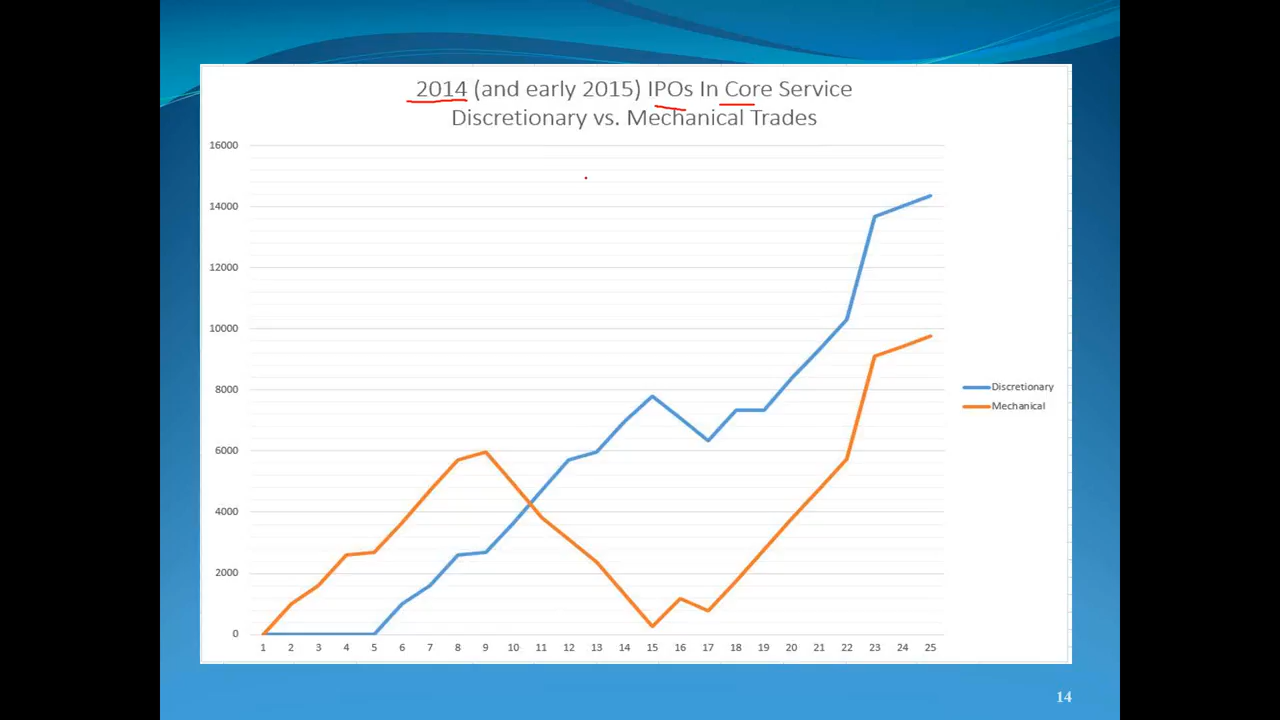 2014 (and early 2015) IPOs In Core Service
Discretionary vs. Mechanical Trades
16000
14000
12000
10000
8000
6000
4000
2000
0
1 2 3 4 5 6 7 8 9 10 11 12 13 14 15 16 17 18 19 20 21 22 23 24 25
Discretionary
Mechanical
14